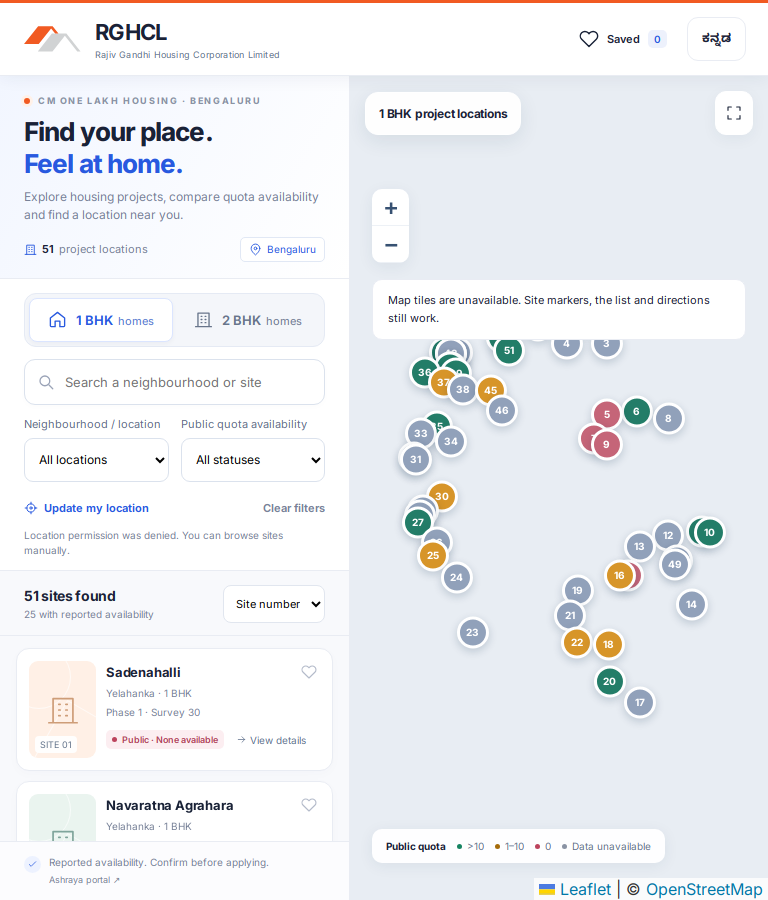 RGHCL
Rajiv Gandhi Housing Corporation Limited
Saved 0
ಕನ್ನಡ
CM ONE LAKH HOUSING · BENGALURU
Find your place.
Feel at home.
Explore housing projects, compare quota availability
and find a location near you.
51 project locations
Bengaluru
1 BHK homes
2 BHK homes
Search a neighbourhood or site
Neighbourhood / location
Public quota availability
All locations
All statuses
Update my location
Clear filters
Location permission was denied. You can browse sites
manually.
51 sites found
25 with reported availability
Site number
Sadenahalli
Yelahanka · 1 BHK
Phase 1 · Survey 30
Public · None available
→ View details
SITE 01
Navaratna Agrahara
Yelahanka · 1 BHK
Reported availability. Confirm before applying.
Ashraya portal ↗
1 BHK project locations
+
−
Map tiles are unavailable. Site markers, the list and directions
still work.
51
4
3
36
37
38
45
46
5
6
8
9
33
34
31
30
27
25
24
23
10
12
13
49
16
14
19
21
22
18
20
17
Public quota
>10
1–10
0
Data unavailable
Leaflet | © OpenStreetMap